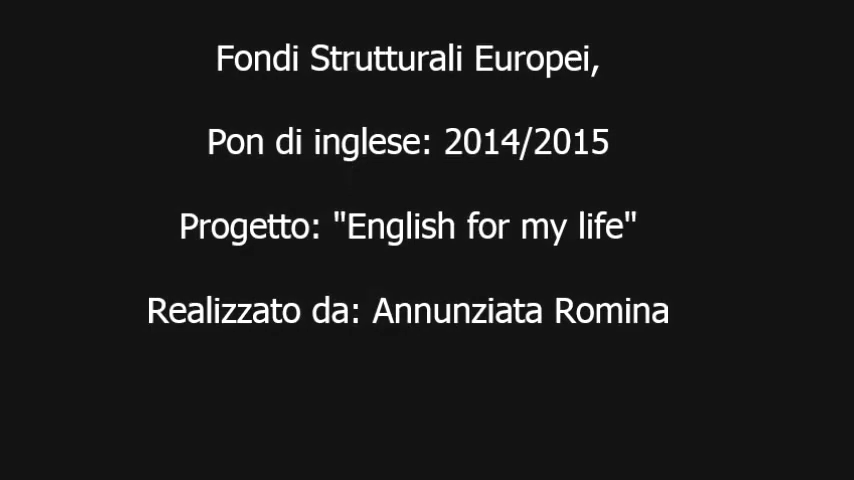 Fondi Strutturali Europei,
Pon di inglese: 2014/2015
Progetto: "English for my life"
Realizzato da: Annunziata Romina